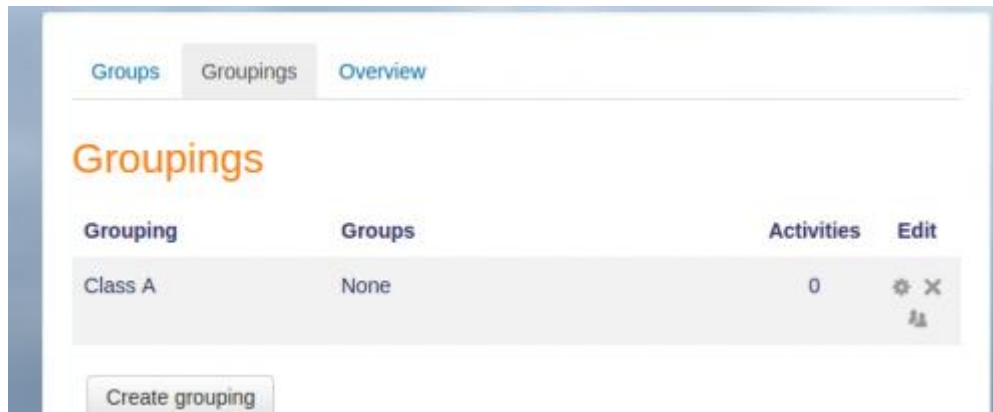 Groups Groupings Overview
Groupings
Grouping Groups Activities Edit
Class A None 0
Create grouping